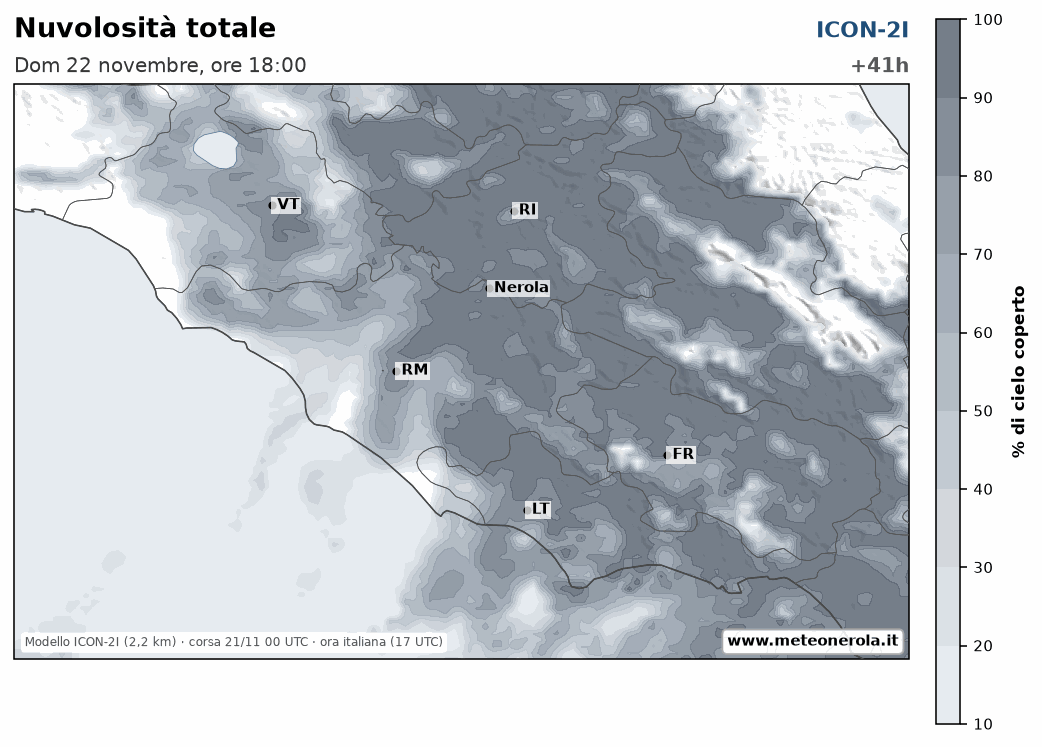 Nuvolosità totale
ICON-2I
Dom 22 novembre, ore 18:00
+41h
VT
RI
Nerola
RM
FR
LT
Modello ICON-2I (2,2 km) · corsa 21/11 00 UTC · ora italiana (17 UTC)
www.meteonerola.it
100
90
80
70
60
50
40
30
20
10
% di cielo coperto